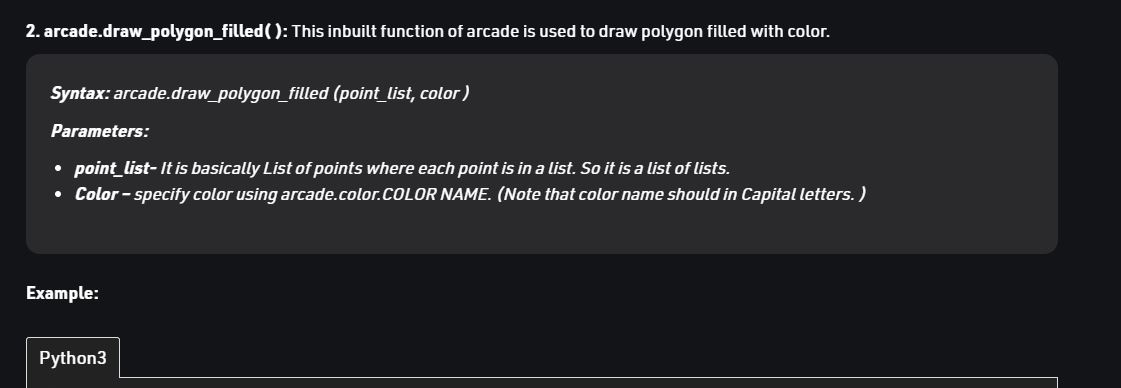 2. arcade.draw_polygon_filled( ): This inbuilt function of arcade is used to draw polygon filled with color.
Syntax: arcade.draw_polygon_filled (point_list, color )
Parameters:
• point_list– It is basically List of points where each point is in a list. So it is a list of lists.
• Color – specify color using arcade.color.COLOR NAME. (Note that color name should in Capital letters. )
Example:
Python3